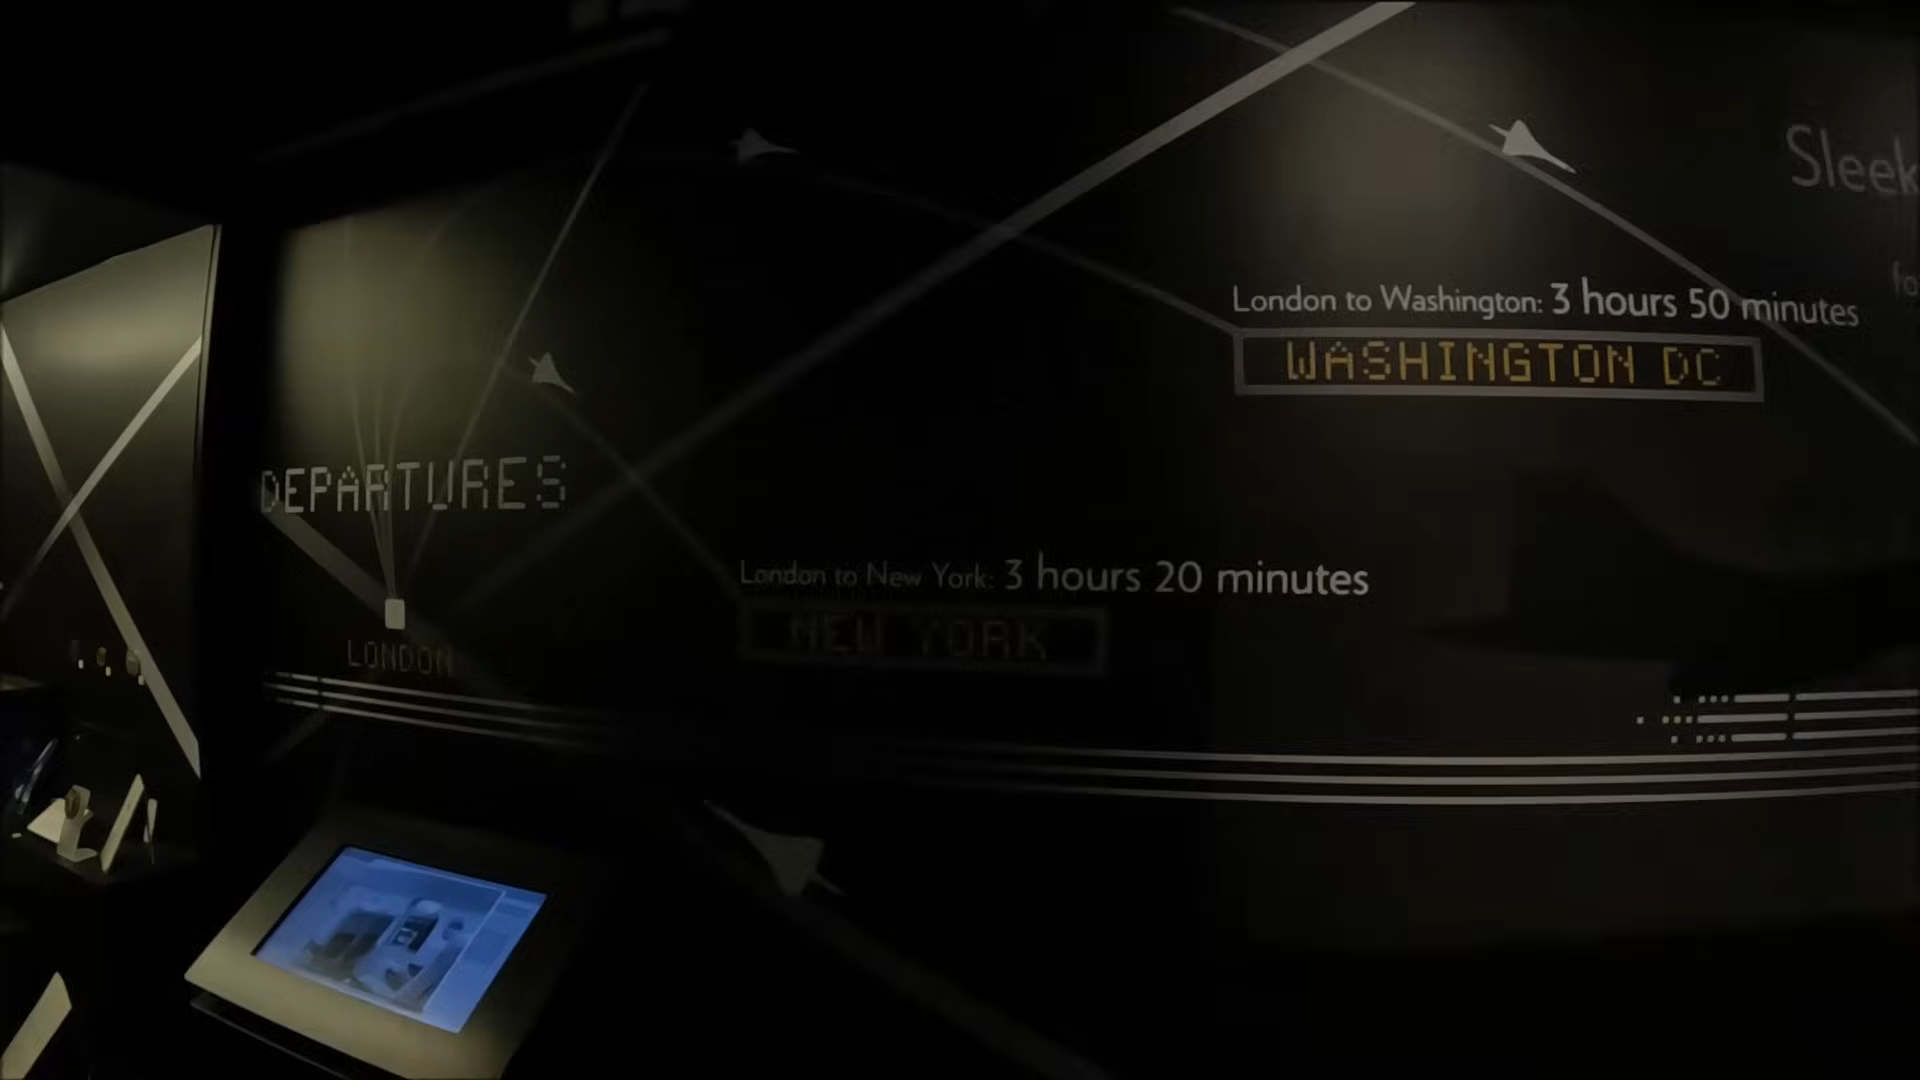 Sleek
fo
London to Washington: 3 hours 50 minutes
WASHINGTON DC
DEPARTURES
London to New York: 3 hours 20 minutes
NEW YORK
LONDON